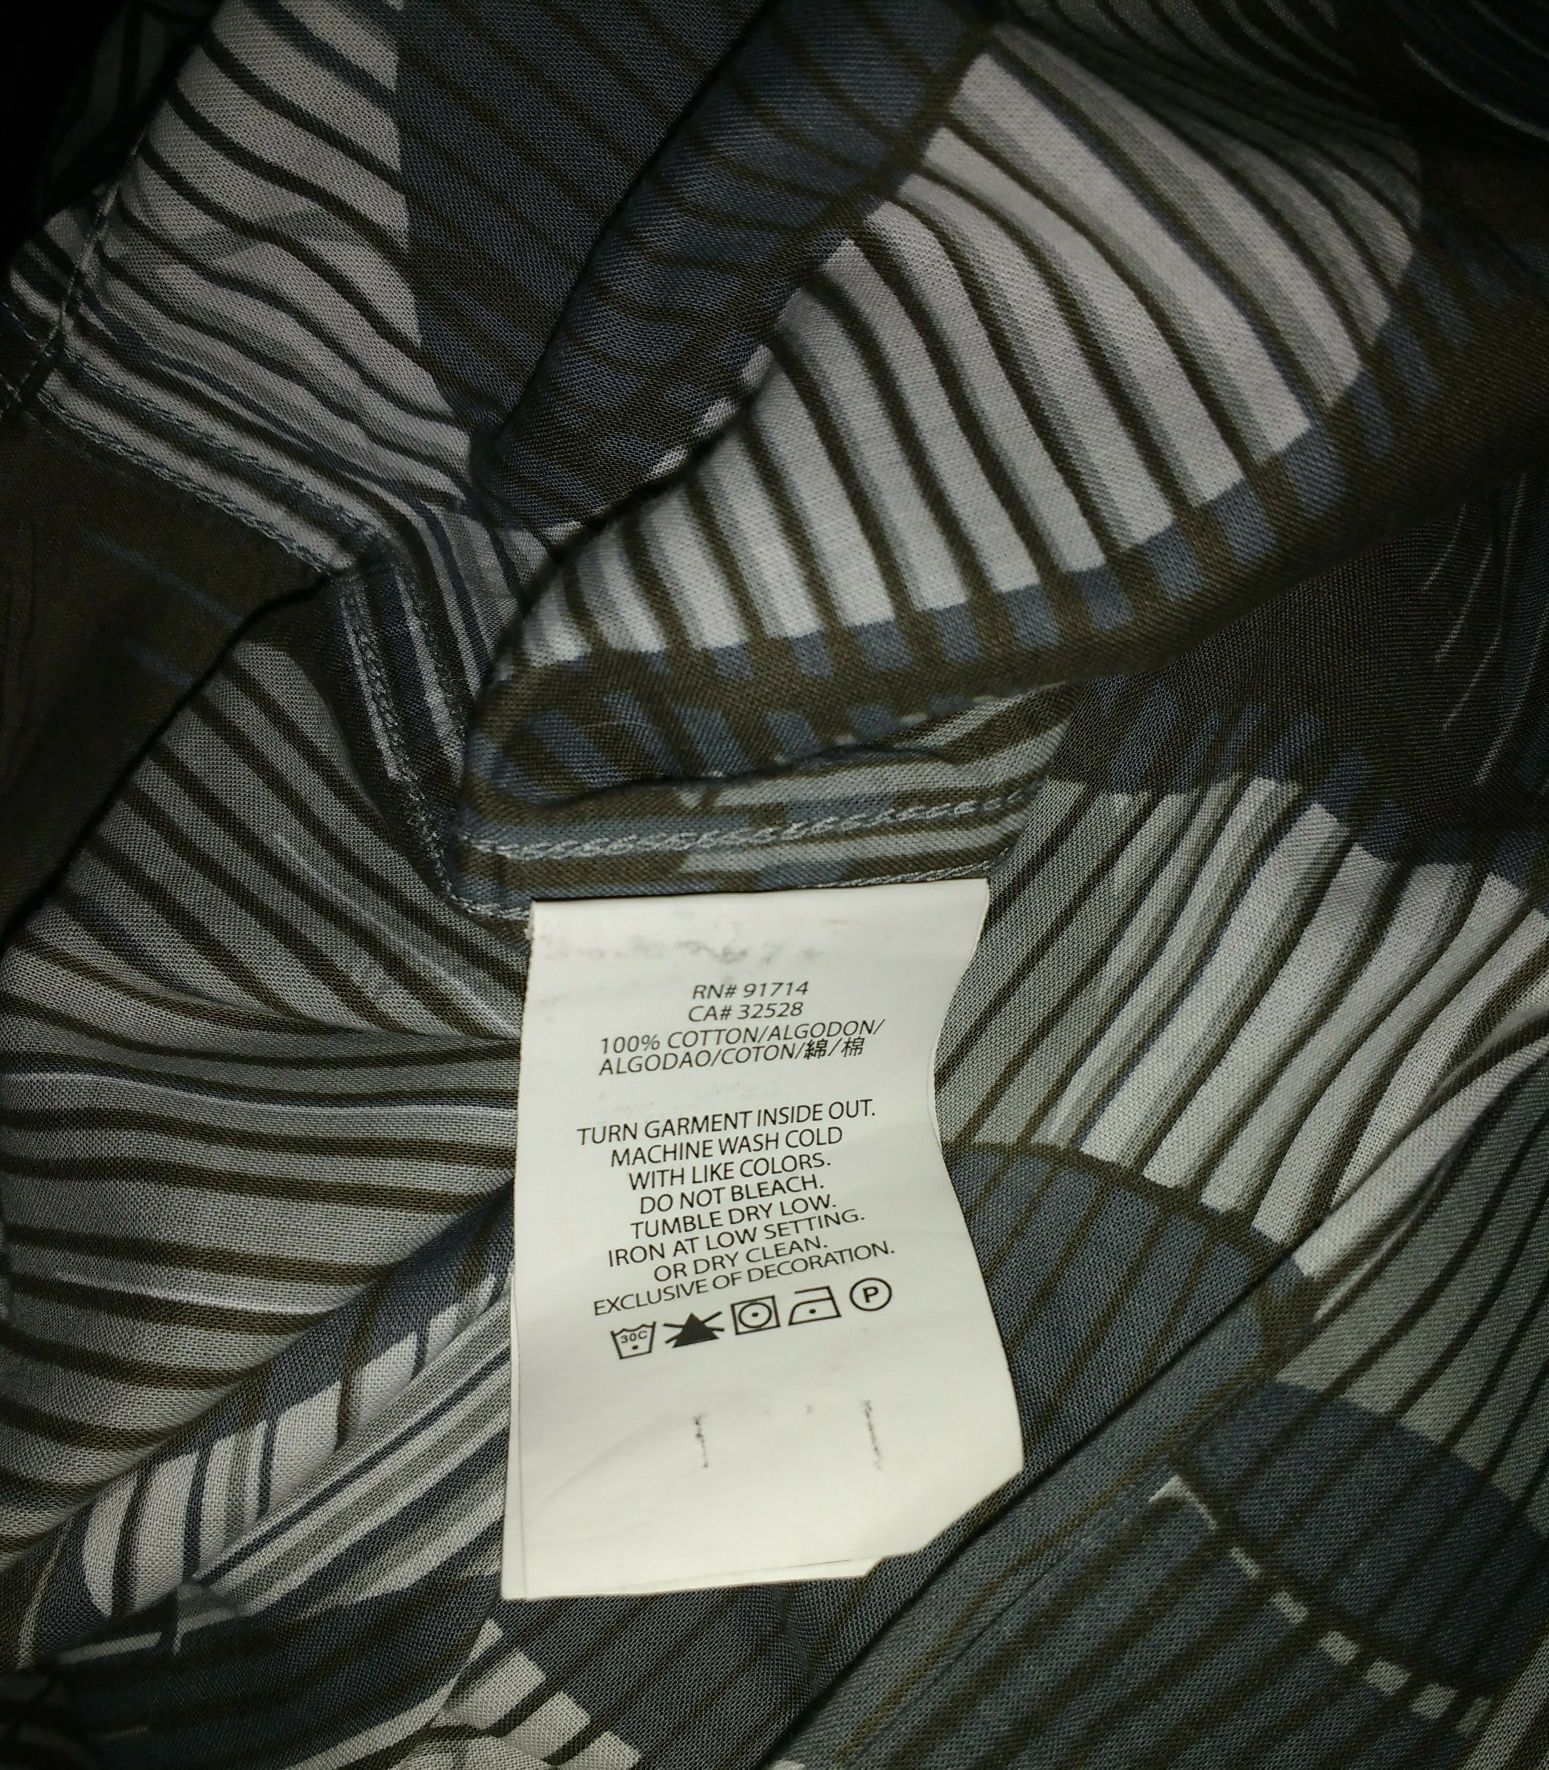 RN# 91714
CA# 32528
100% COTTON/ALGODON/
ALGODAO/COTON/綿/棉
TURN GARMENT INSIDE OUT.
MACHINE WASH COLD
WITH LIKE COLORS.
DO NOT BLEACH.
TUMBLE DRY LOW.
IRON AT LOW SETTING.
OR DRY CLEAN.
EXCLUSIVE OF DECORATION.
30C P